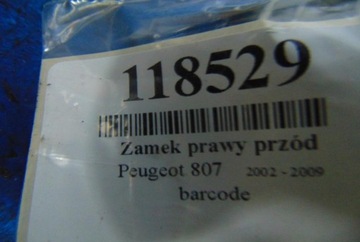 118529
Zamek prawy przód
Peugeot 807 2002 - 2009
barcode